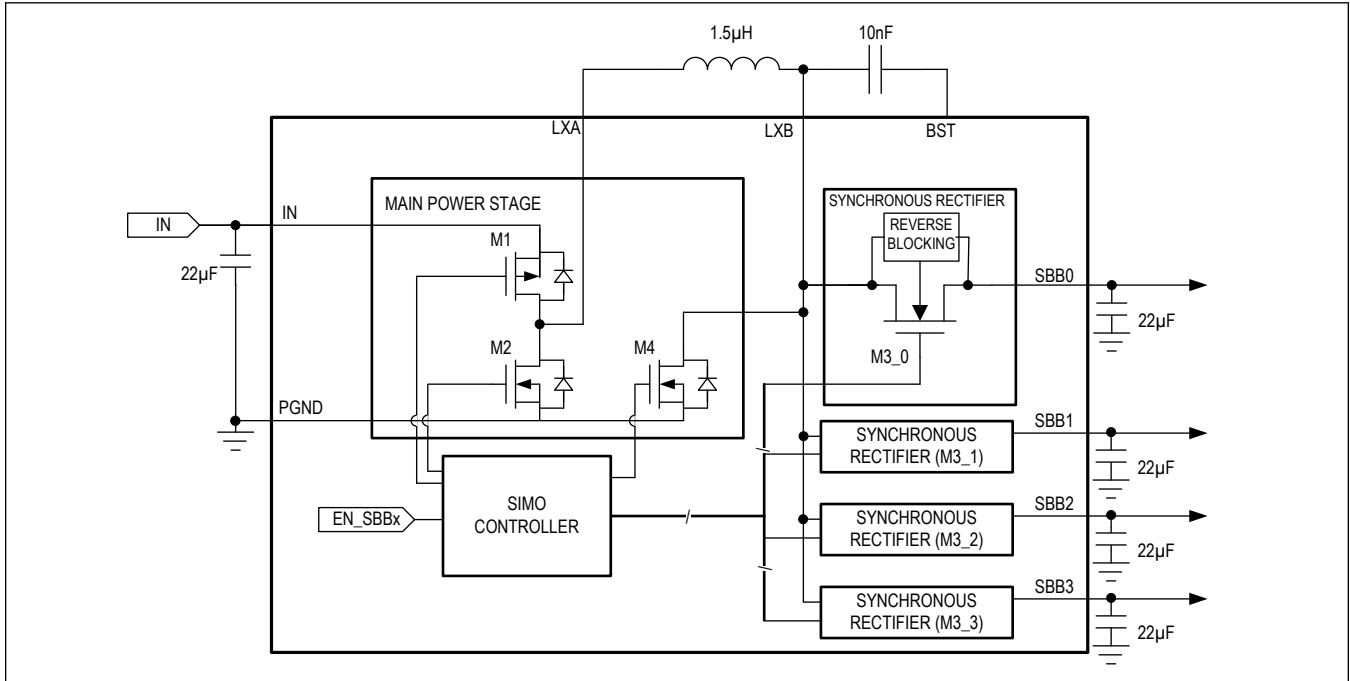 1.5µH
10nF
LXA
LXB
BST
MAIN POWER STAGE
SYNCHRONOUS RECTIFIER
REVERSE
BLOCKING
IN
IN
M1
22µF
SBB0
22µF
M2
M4
M3_0
PGND
SYNCHRONOUS
RECTIFIER (M3_1)
SBB1
22µF
SIMO
CONTROLLER
EN_SBBx
SYNCHRONOUS
RECTIFIER (M3_2)
SBB2
22µF
SYNCHRONOUS
RECTIFIER (M3_3)
SBB3
22µF